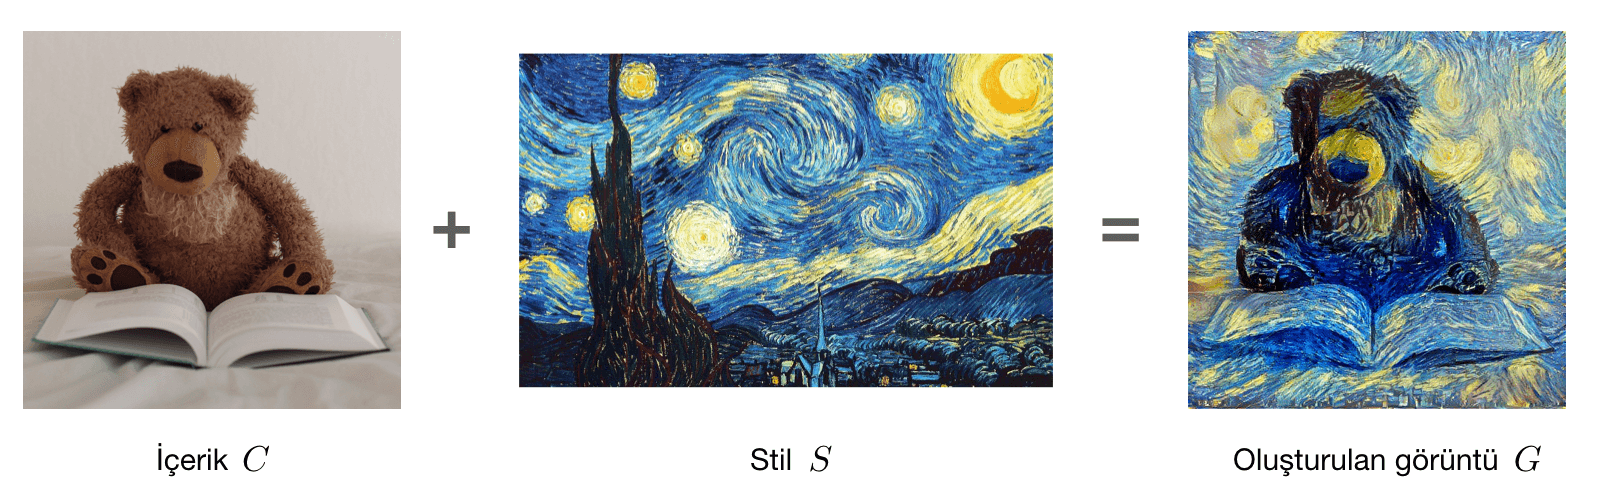 + =
İçerik C Stil S Oluşturulan görüntü G